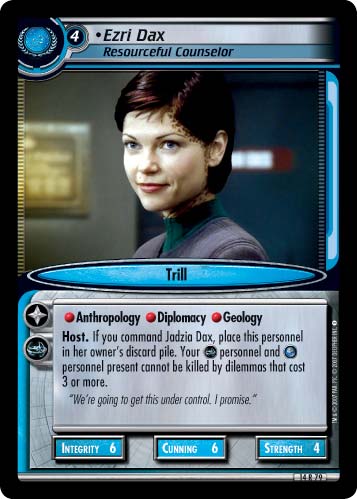 4
•Ezri Dax
Resourceful Counselor
Trill
Anthropology Diplomacy Geology
Host. If you command Jadzia Dax, place this personnel
in her owner's discard pile. Your personnel and
personnel present cannot be killed by dilemmas that cost
3 or more.
"We're going to get this under control. I promise."
INTEGRITY 6 CUNNING 6 STRENGTH 4
14 R 79